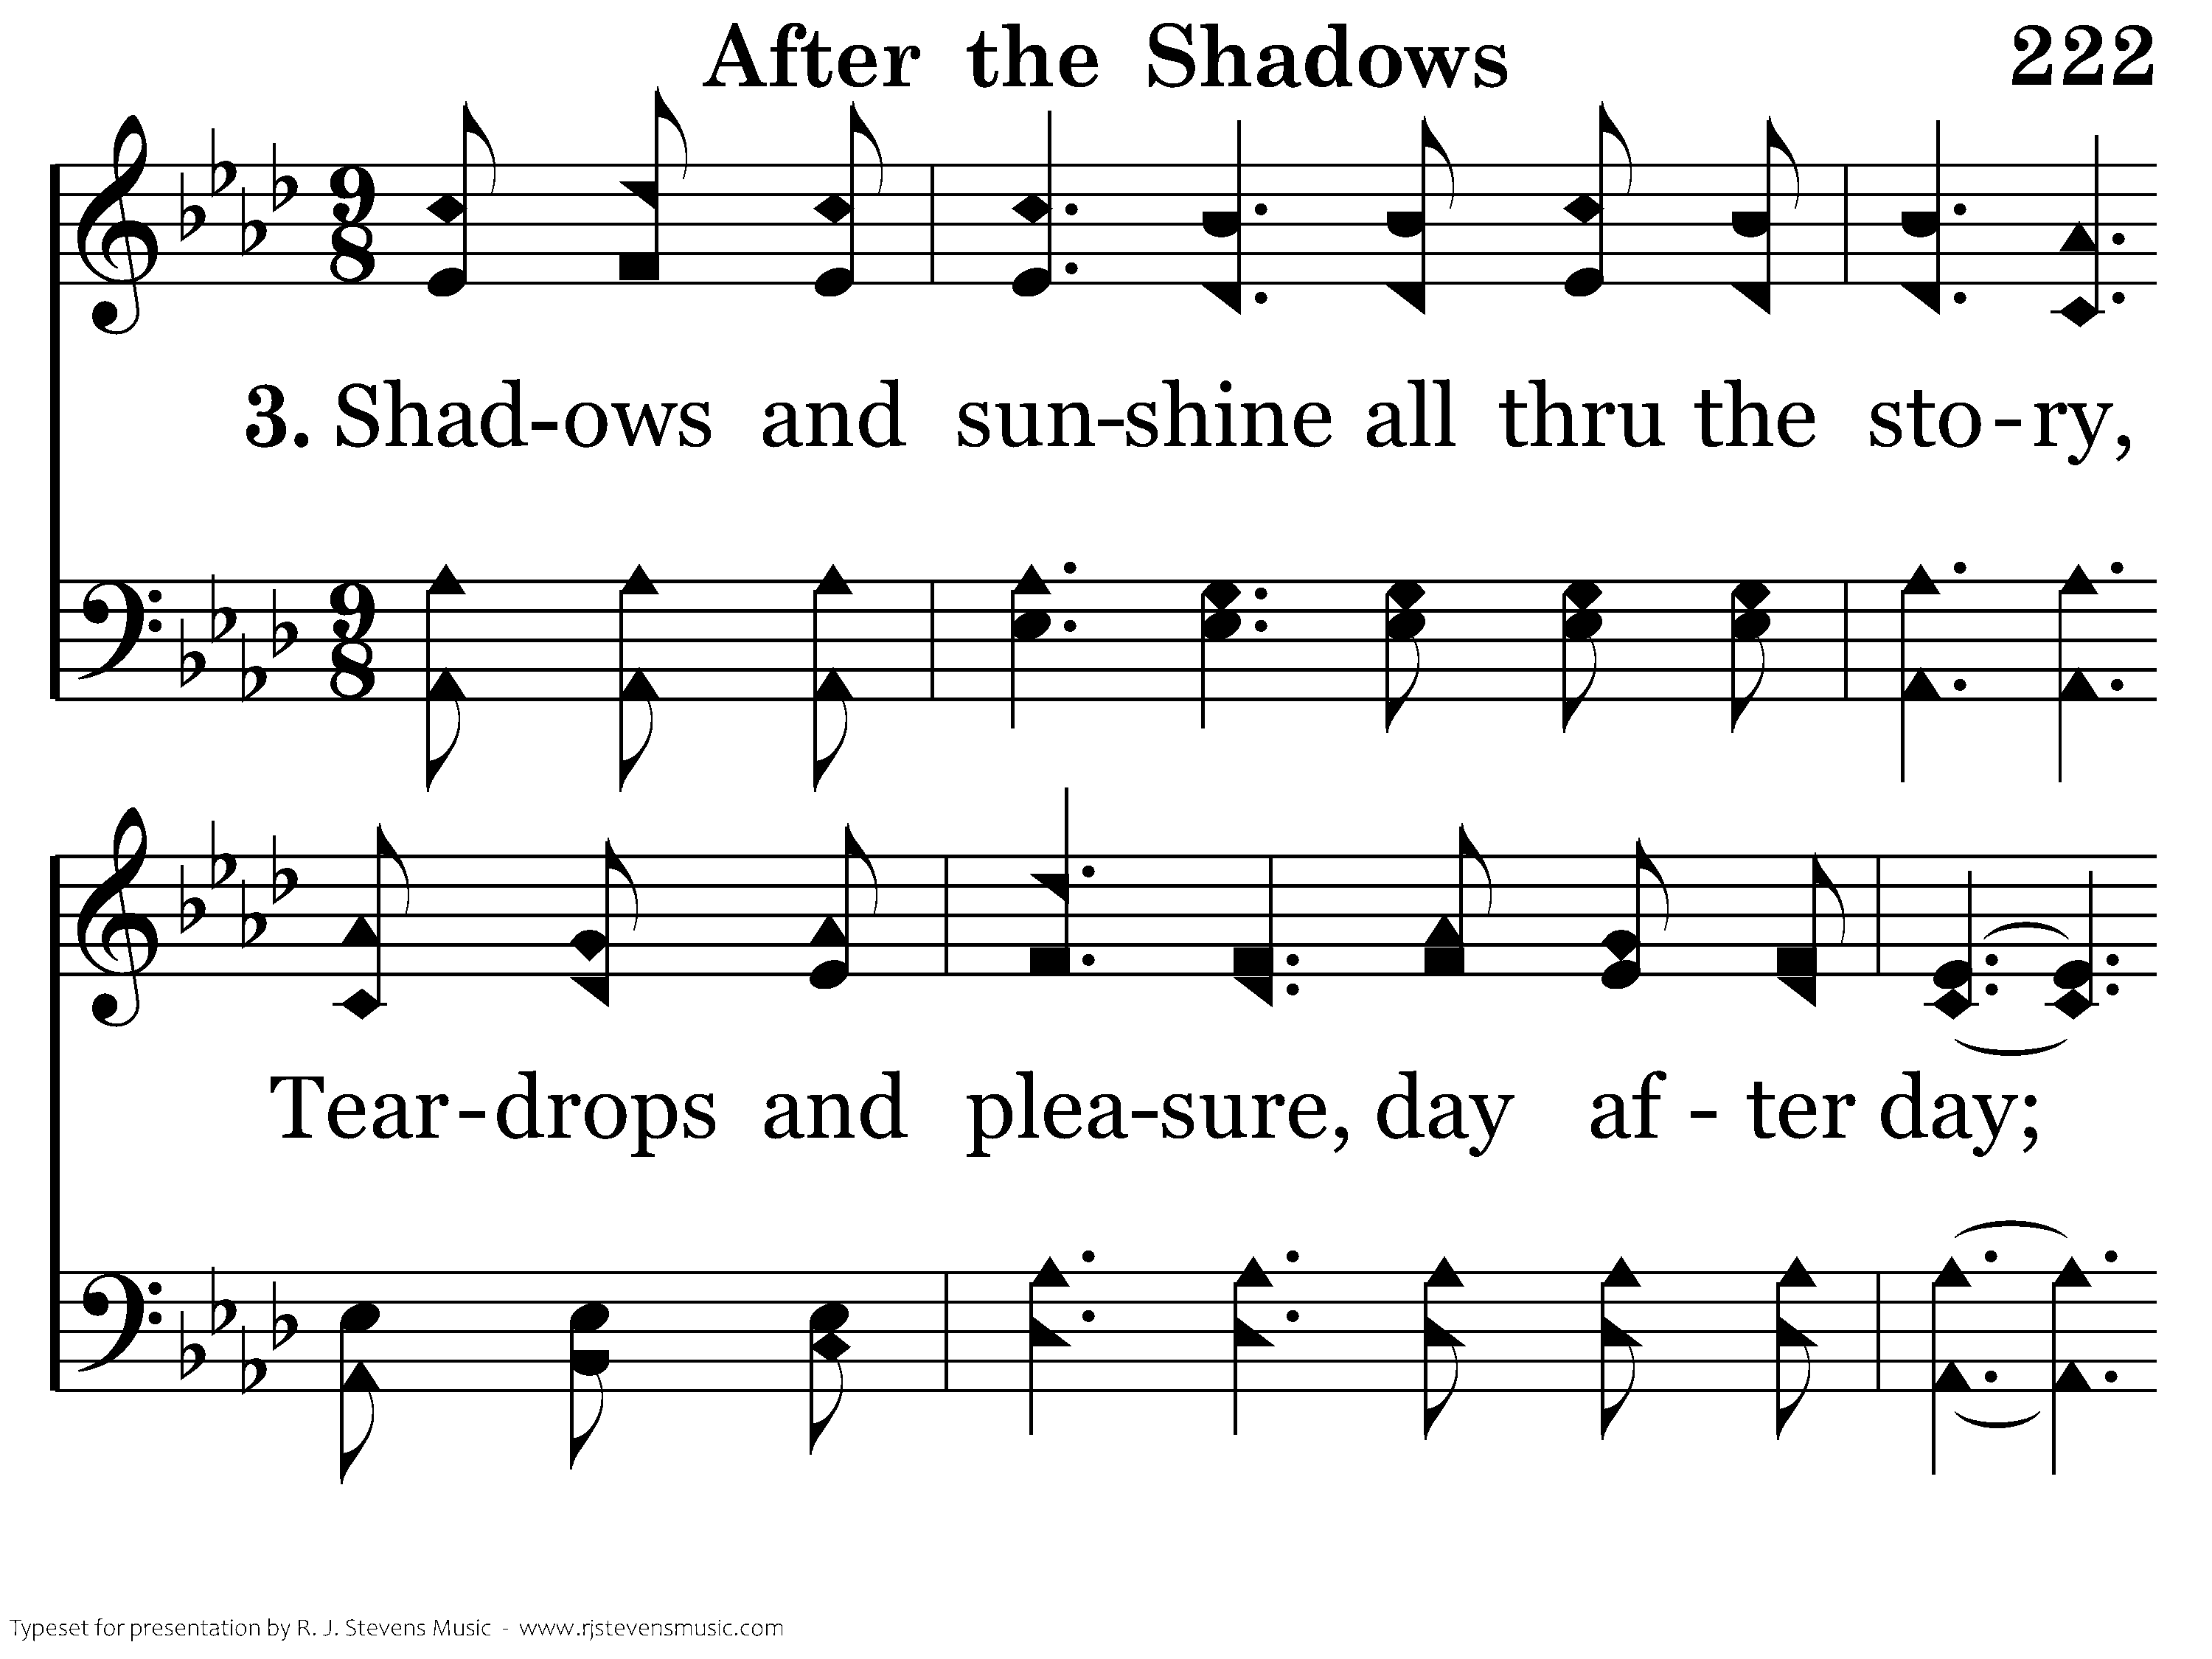 After the Shadows 222
3. Shad-ows and sun-shine all thru the sto-ry,
Tear-drops and plea-sure, day af-ter day;
Typeset for presentation by R. J. Stevens Music - www.rjstevensmusic.com